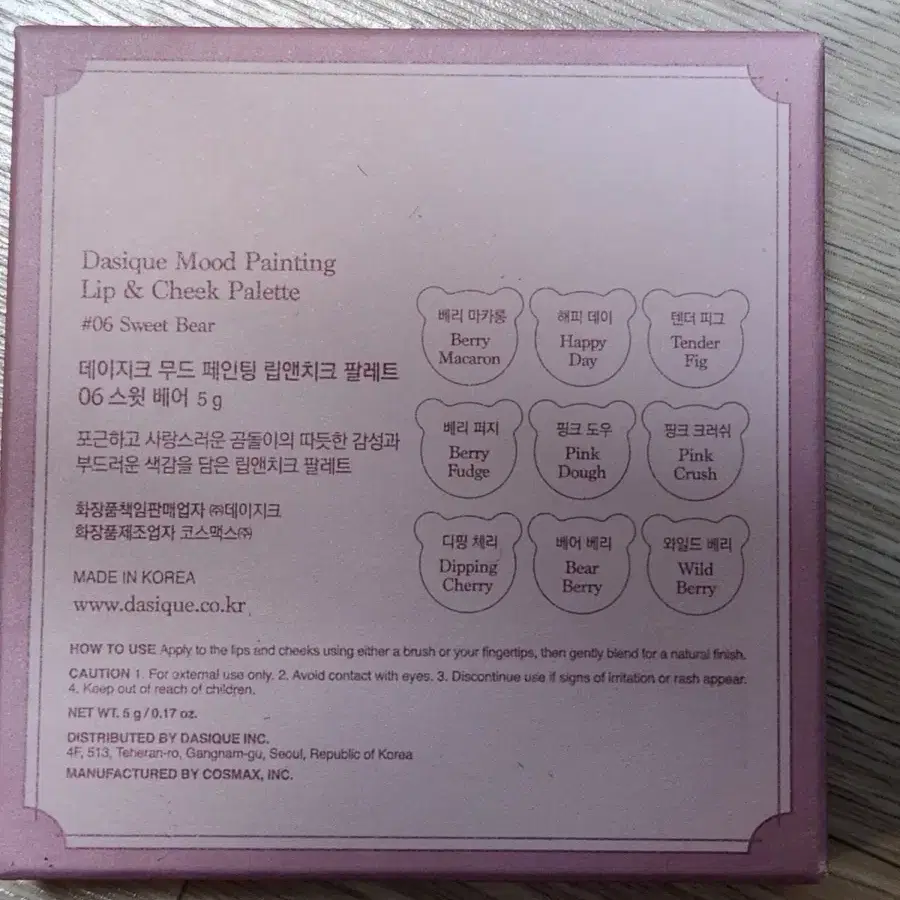 Dasique Mood Painting
Lip & Cheek Palette
#06 Sweet Bear
데이지크 무드 페인팅 립앤치크 팔레트
06 스윗 베어 5 g
포근하고 사랑스러운 곰돌이의 따듯한 감성과
부드러운 색감을 담은 립앤치크 팔레트
화장품책임판매업자 ㈜데이지크
화장품제조업자 코스맥스㈜
MADE IN KOREA
www.dasique.co.kr
베리 마카롱
Berry
Macaron
해피 데이
Happy
Day
텐더 피그
Tender
Fig
베리 퍼지
Berry
Fudge
핑크 도우
Pink
Dough
핑크 크러쉬
Pink
Crush
디핑 체리
Dipping
Cherry
베어 베리
Bear
Berry
와일드 베리
Wild
Berry
HOW TO USE Apply to the lips and cheeks using either a brush or your fingertips, then gently blend for a natural finish.
CAUTION 1. For external use only. 2. Avoid contact with eyes. 3. Discontinue use if signs of irritation or rash appear.
4. Keep out of reach of children.
NET WT. 5 g / 0.17 oz.
DISTRIBUTED BY DASIQUE INC.
4F, 513, Teheran-ro, Gangnam-gu, Seoul, Republic of Korea
MANUFACTURED BY COSMAX, INC.